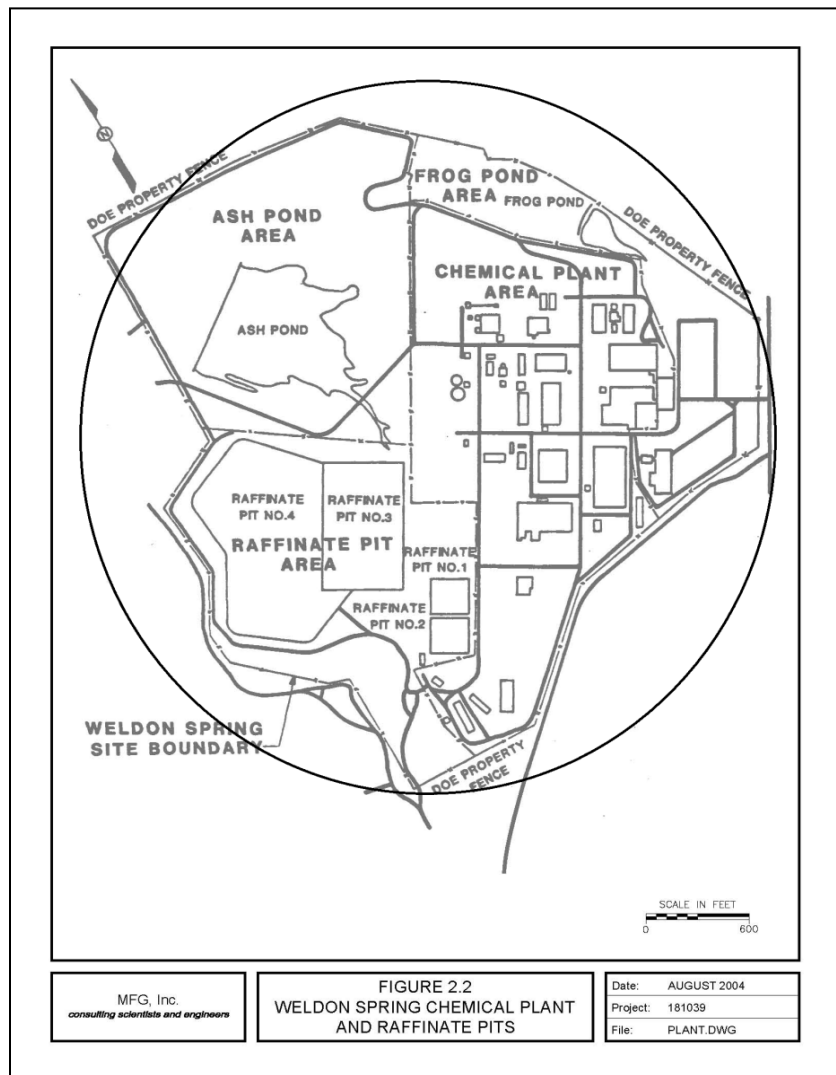 N
DOE PROPERTY FENCE
ASH POND
AREA
FROG POND
AREA
FROG POND
DOE PROPERTY FENCE
CHEMICAL PLANT
AREA
ASH POND
RAFFINATE
PIT NO.4
RAFFINATE
PIT NO.3
RAFFINATE PIT
AREA
RAFFINATE
PIT NO.1
RAFFINATE
PIT NO.2
WELDON SPRING
SITE BOUNDARY
DOE PROPERTY
FENCE
SCALE IN FEET
0 600
MFG, Inc.
consulting scientists and engineers
FIGURE 2.2
WELDON SPRING CHEMICAL PLANT
AND RAFFINATE PITS
Date: AUGUST 2004
Project: 181039
File: PLANT.DWG